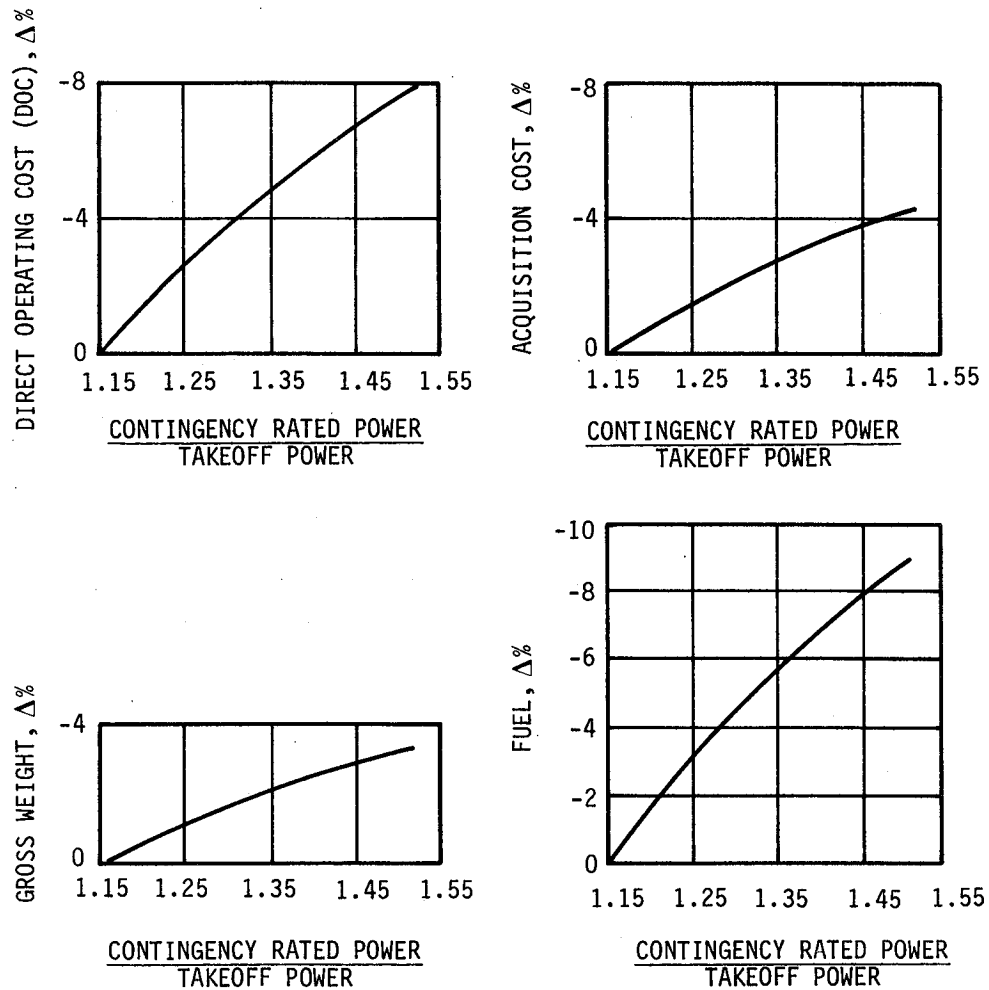 DIRECT OPERATING COST (DOC), Δ%
-8
-4
0
1.15 1.25 1.35 1.45 1.55
CONTINGENCY RATED POWER
TAKEOFF POWER
ACQUISITION COST, Δ%
-8
-4
0
1.15 1.25 1.35 1.45 1.55
CONTINGENCY RATED POWER
TAKEOFF POWER
GROSS WEIGHT, Δ%
-4
0
1.15 1.25 1.35 1.45 1.55
CONTINGENCY RATED POWER
TAKEOFF POWER
FUEL, Δ%
-10
-8
-6
-4
-2
0
1.15 1.25 1.35 1.45 1.55
CONTINGENCY RATED POWER
TAKEOFF POWER